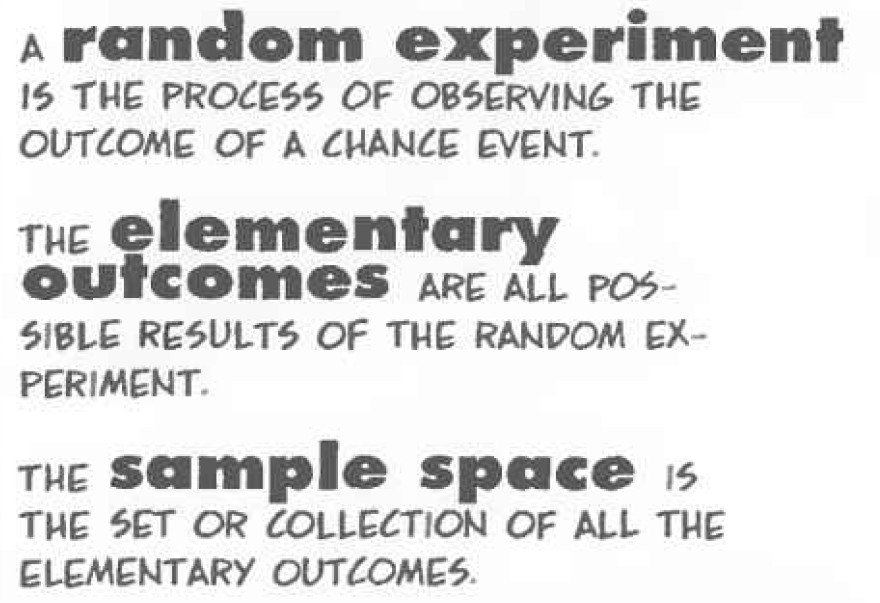 A random experiment
IS THE PROCESS OF OBSERVING THE
OUTCOME OF A CHANCE EVENT.
THE elementary
outcomes ARE ALL POS-
SIBLE RESULTS OF THE RANDOM EX-
PERIMENT.
THE sample space IS
THE SET OR COLLECTION OF ALL THE
ELEMENTARY OUTCOMES.